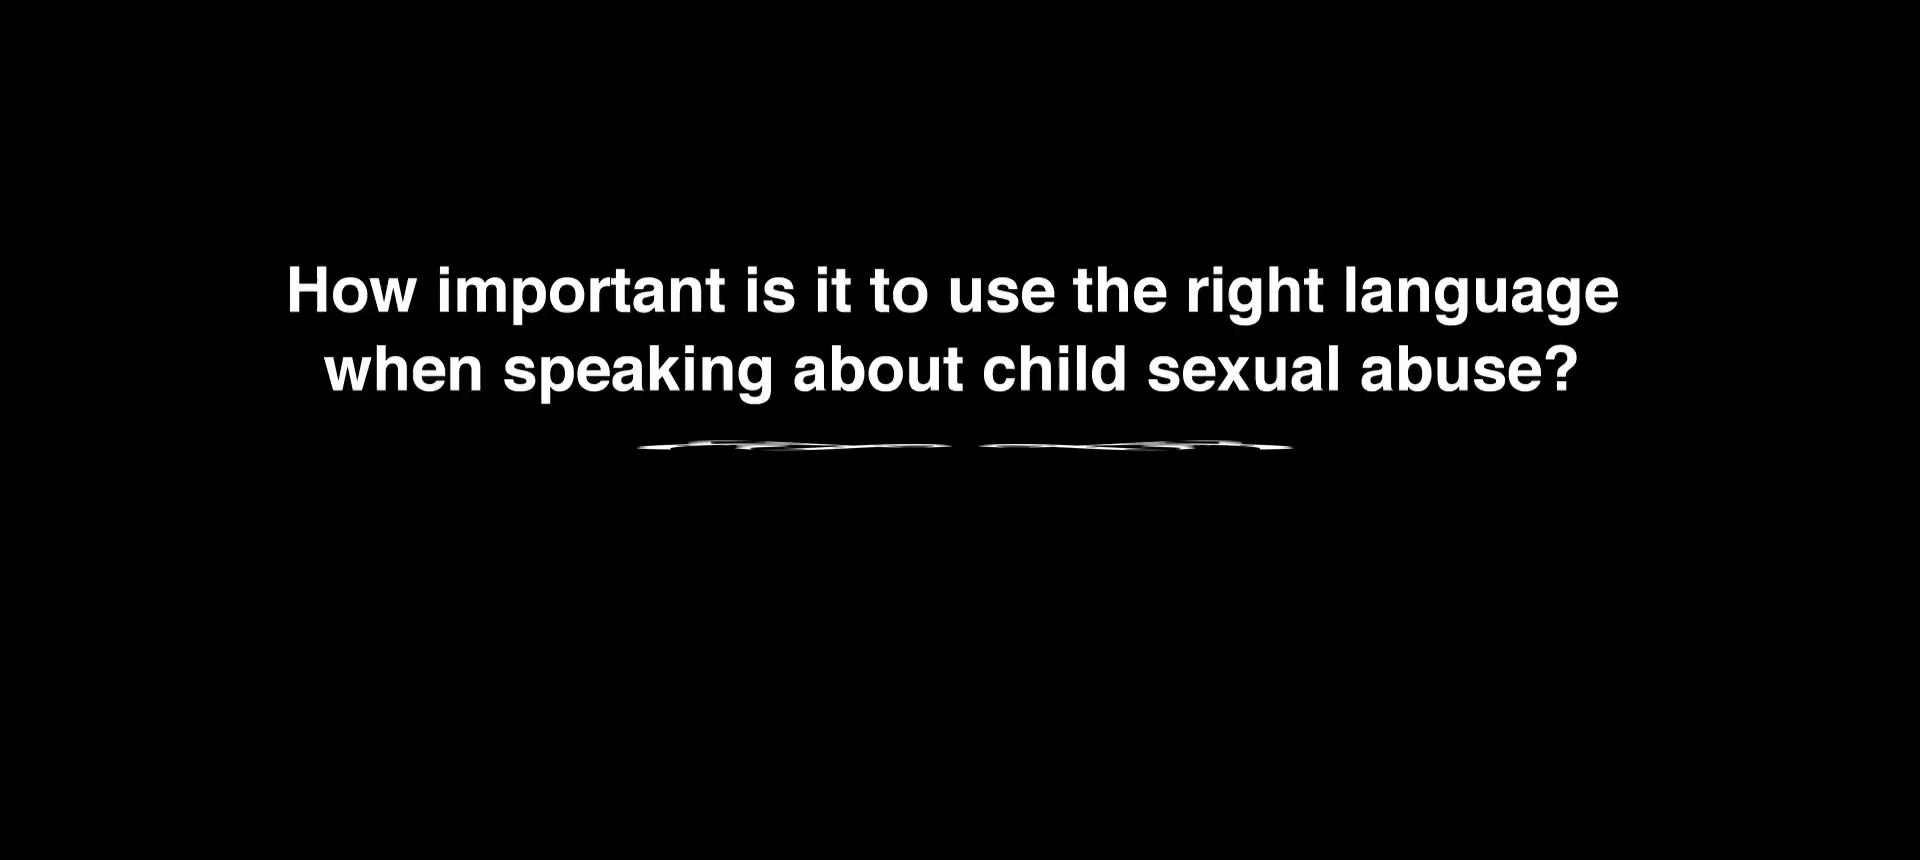 How important is it to use the right language
when speaking about child sexual abuse?